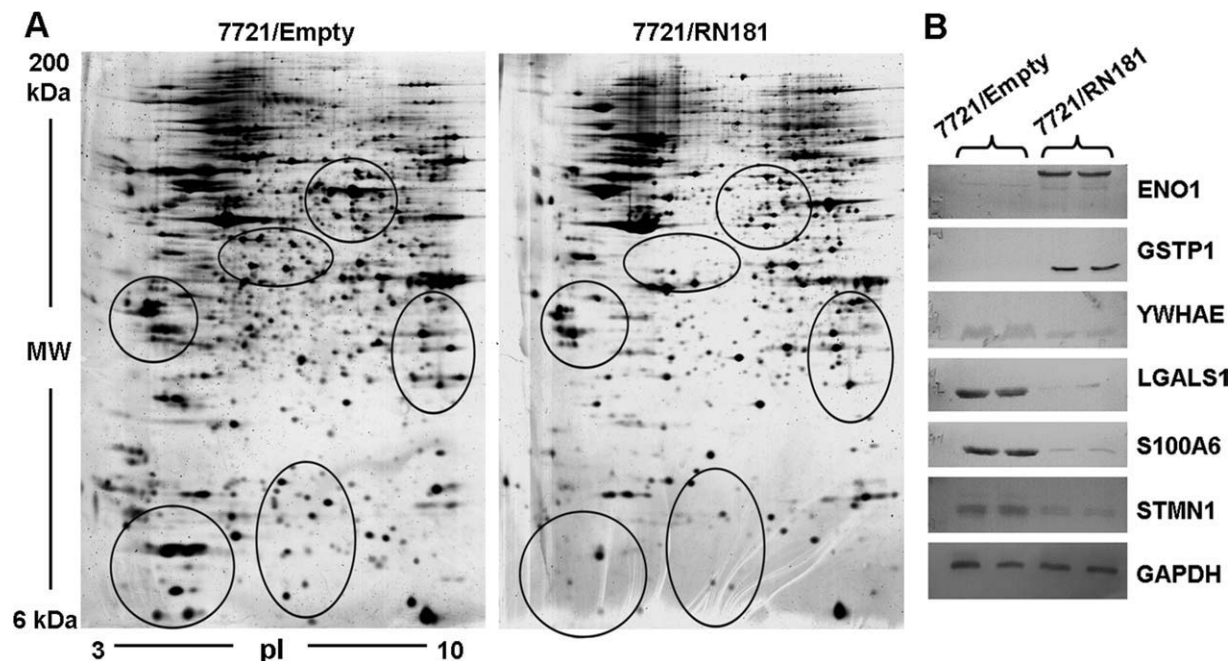 A
7721/Empty
7721/RN181
B
200
kDa
MW
6 kDa
3
pI
10
7721/Empty
7721/RN181
ENO1
GSTP1
YWHAE
LGALS1
S100A6
STMN1
GAPDH